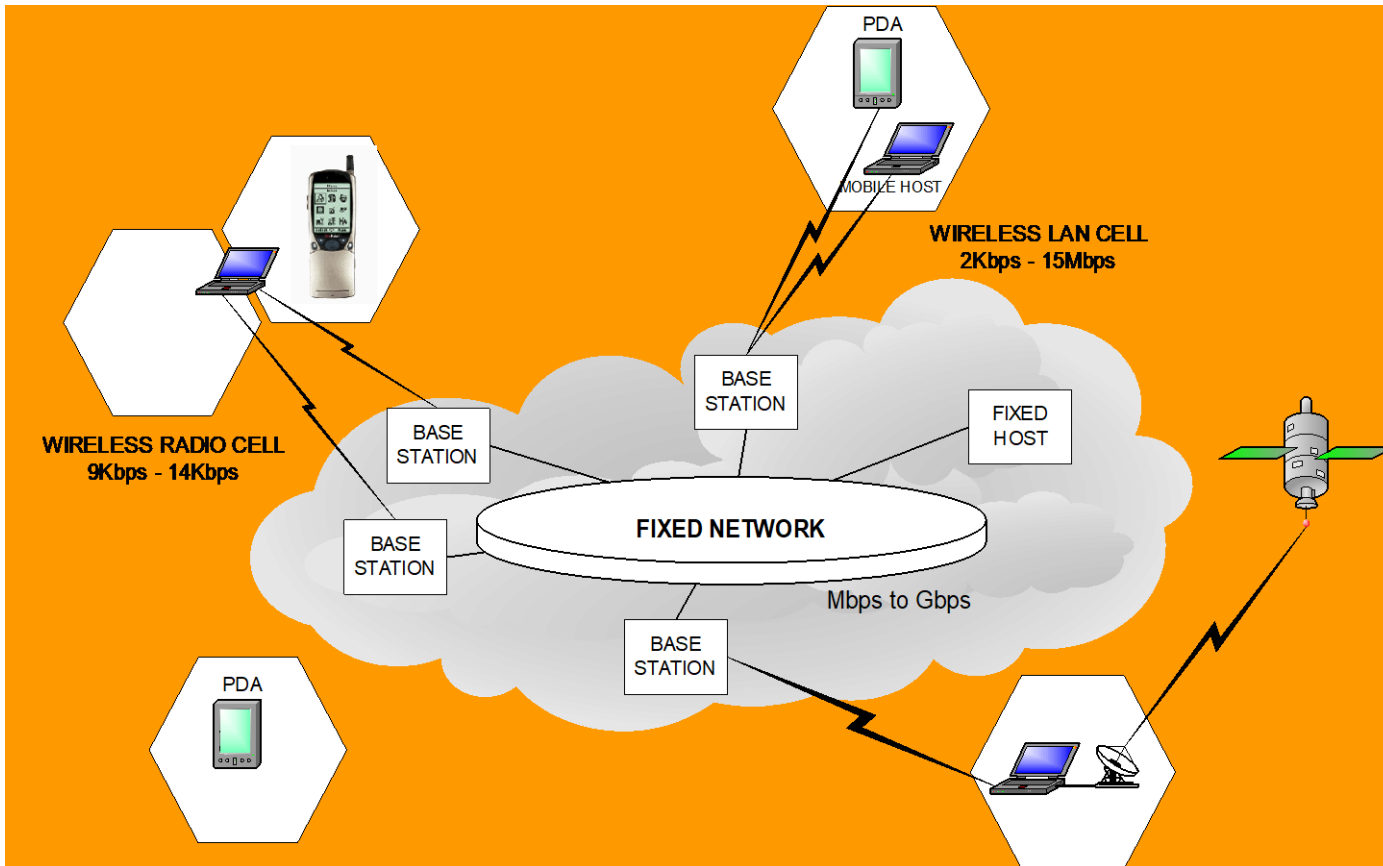 PDA
MOBILE HOST
WIRELESS LAN CELL
2Kbps - 15Mbps
BASE
STATION
FIXED
HOST
BASE
STATION
WIRELESS RADIO CELL
9Kbps - 14Kbps
FIXED NETWORK
BASE
STATION
Mbps to Gbps
BASE
STATION
PDA